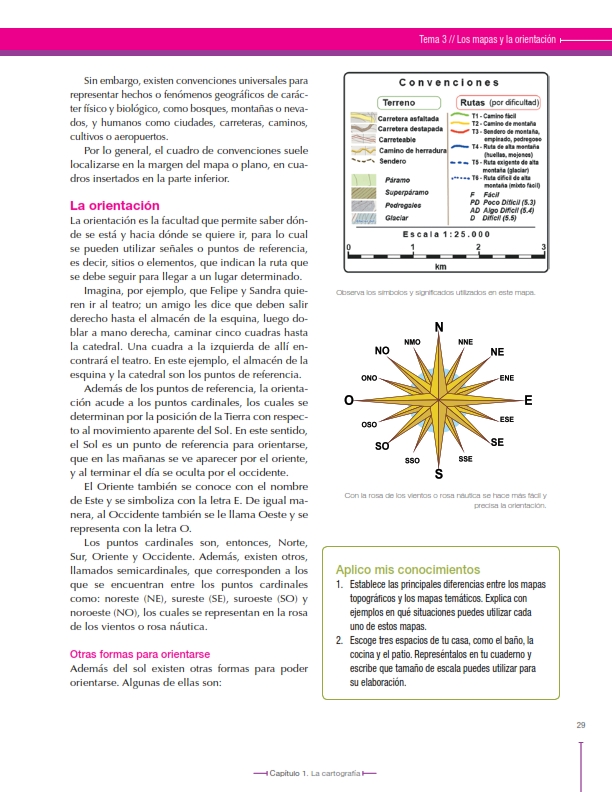 Tema 3 // Los mapas y la orientación
Sin embargo, existen convenciones universales para
representar hechos o fenómenos geográficos de carác-
ter físico y biológico, como bosques, montañas o neva-
dos, y humanos como ciudades, carreteras, caminos,
cultivos o aeropuertos.
Por lo general, el cuadro de convenciones suele
localizarse en la margen del mapa o plano, en cua-
dros insertados en la parte inferior.
La orientación
La orientación es la facultad que permite saber dón-
de se está y hacia dónde se quiere ir, para lo cual
se pueden utilizar señales o puntos de referencia,
es decir, sitios o elementos, que indican la ruta que
se debe seguir para llegar a un lugar determinado.
Imagina, por ejemplo, que Felipe y Sandra quie-
ren ir al teatro; un amigo les dice que deben salir
derecho hasta el almacén de la esquina, luego do-
blar a mano derecha, caminar cinco cuadras hasta
la catedral. Una cuadra a la izquierda de allí en-
contrará el teatro. En este ejemplo, el almacén de la
esquina y la catedral son los puntos de referencia.
Además de los puntos de referencia, la orienta-
ción acude a los puntos cardinales, los cuales se
determinan por la posición de la Tierra con respec-
to al movimiento aparente del Sol. En este sentido,
el Sol es un punto de referencia para orientarse,
que en las mañanas se ve aparecer por el oriente,
y al terminar el día se oculta por el occidente.
El Oriente también se conoce con el nombre
de Este y se simboliza con la letra E. De igual ma-
nera, al Occidente también se le llama Oeste y se
representa con la letra O.
Los puntos cardinales son, entonces, Norte,
Sur, Oriente y Occidente. Además, existen otros,
llamados semicardinales, que corresponden a los
que se encuentran entre los puntos cardinales
como: noreste (NE), sureste (SE), suroeste (SO) y
noroeste (NO), los cuales se representan en la rosa
de los vientos o rosa náutica.
Otras formas para orientarse
Además del sol existen otras formas para poder
orientarse. Algunas de ellas son:
Convenciones
Terreno
Carretera asfaltada
Carretera destapada
Carreteable
Camino de herradura
Sendero
Páramo
Superpáramo
Pedregales
Glaciar
Rutas (por dificultad)
T1 - Camino fácil
T2 - Camino de montaña
T3 - Sendero de montaña,
empinado, pedregoso
T4 - Ruta de alta montaña
(huellas, mojones)
T5 - Ruta exigente de alta
montaña (glaciar)
T6 - Ruta difícil de alta
montaña (mixto fácil)
F Fácil
PD Poco Difícil (5.3)
AD Algo Difícil (5.4)
D Difícil (5.5)
Escala 1:25.000
0 1 2 3
km
Observa los símbolos y significados utilizados en este mapa.
N
NMO NNE
NO NE
ONO ENE
O E
OSO ESE
SO SE
SSO SSE
S
Con la rosa de los vientos o rosa náutica se hace más fácil y
precisa la orientación.
Aplico mis conocimientos
1. Establece las principales diferencias entre los mapas
topográficos y los mapas temáticos. Explica con
ejemplos en qué situaciones puedes utilizar cada
uno de estos mapas.
2. Escoge tres espacios de tu casa, como el baño, la
cocina y el patio. Represéntalos en tu cuaderno y
escribe que tamaño de escala puedes utilizar para
su elaboración.
29
Capítulo 1. La cartografía